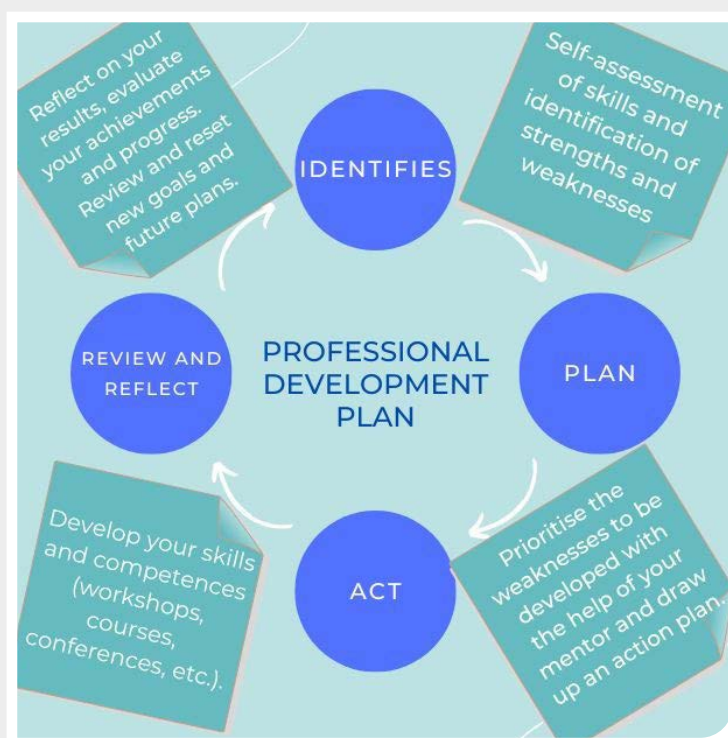 Reflect on your
results, evaluate
your achievements
and progress.
Review and reset
new goals and
future plans.
IDENTIFIES
Self-assessment
of skills and
identification of
strengths and
weaknesses
REVIEW AND
REFLECT
PROFESSIONAL
DEVELOPMENT
PLAN
PLAN
Develop your skills
and competences
(workshops,
courses,
conferences, etc.).
ACT
Prioritise the
weaknesses to be
developed with
the help of your
mentor and draw
up an action plan.